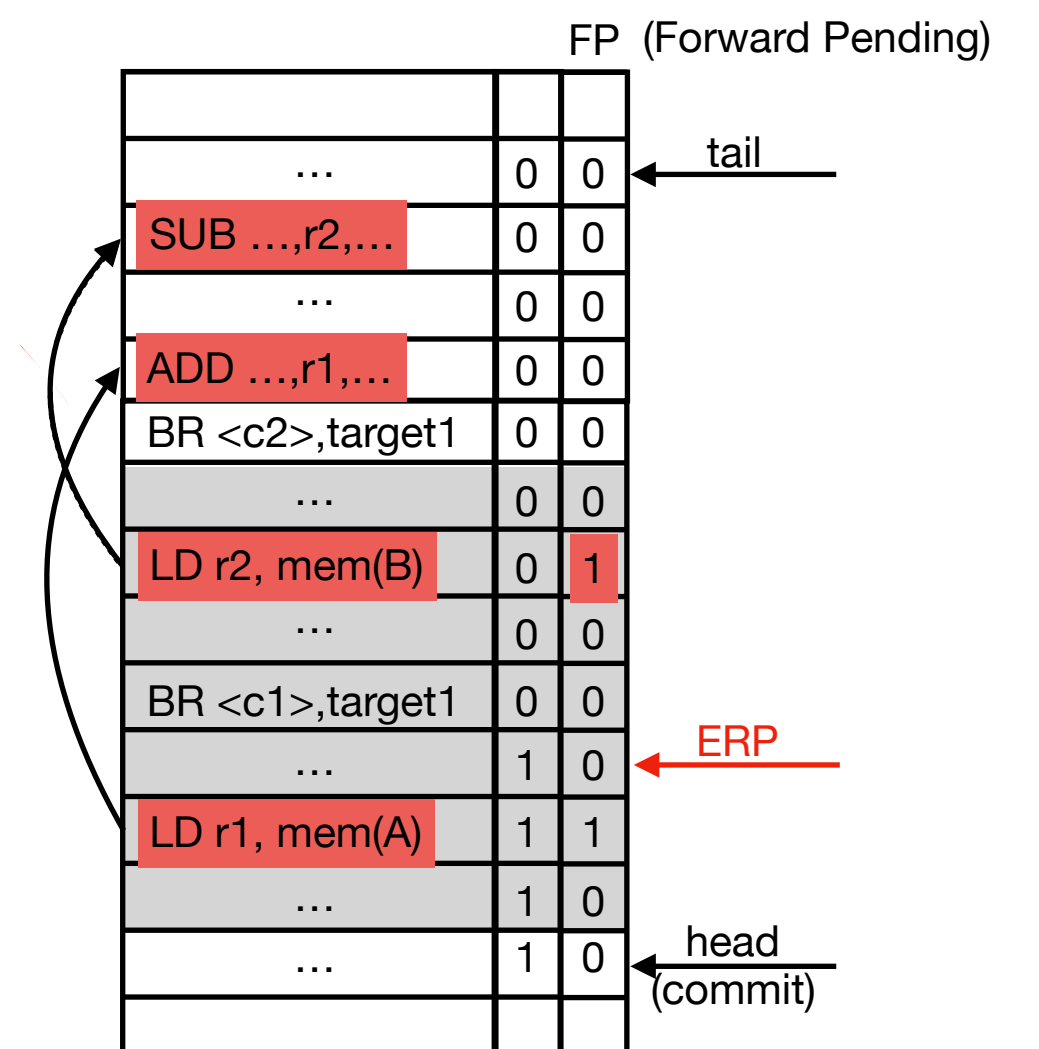 FP (Forward Pending)
… 0 0 tail
SUB …,r2,… 0 0
… 0 0
ADD …,r1,… 0 0
BR <c2>,target1 0 0
… 0 0
LD r2, mem(B) 0 1
… 0 0
BR <c1>,target1 0 0
… 1 0 ERP
LD r1, mem(A) 1 1
… 1 0
… 1 0 head
(commit)